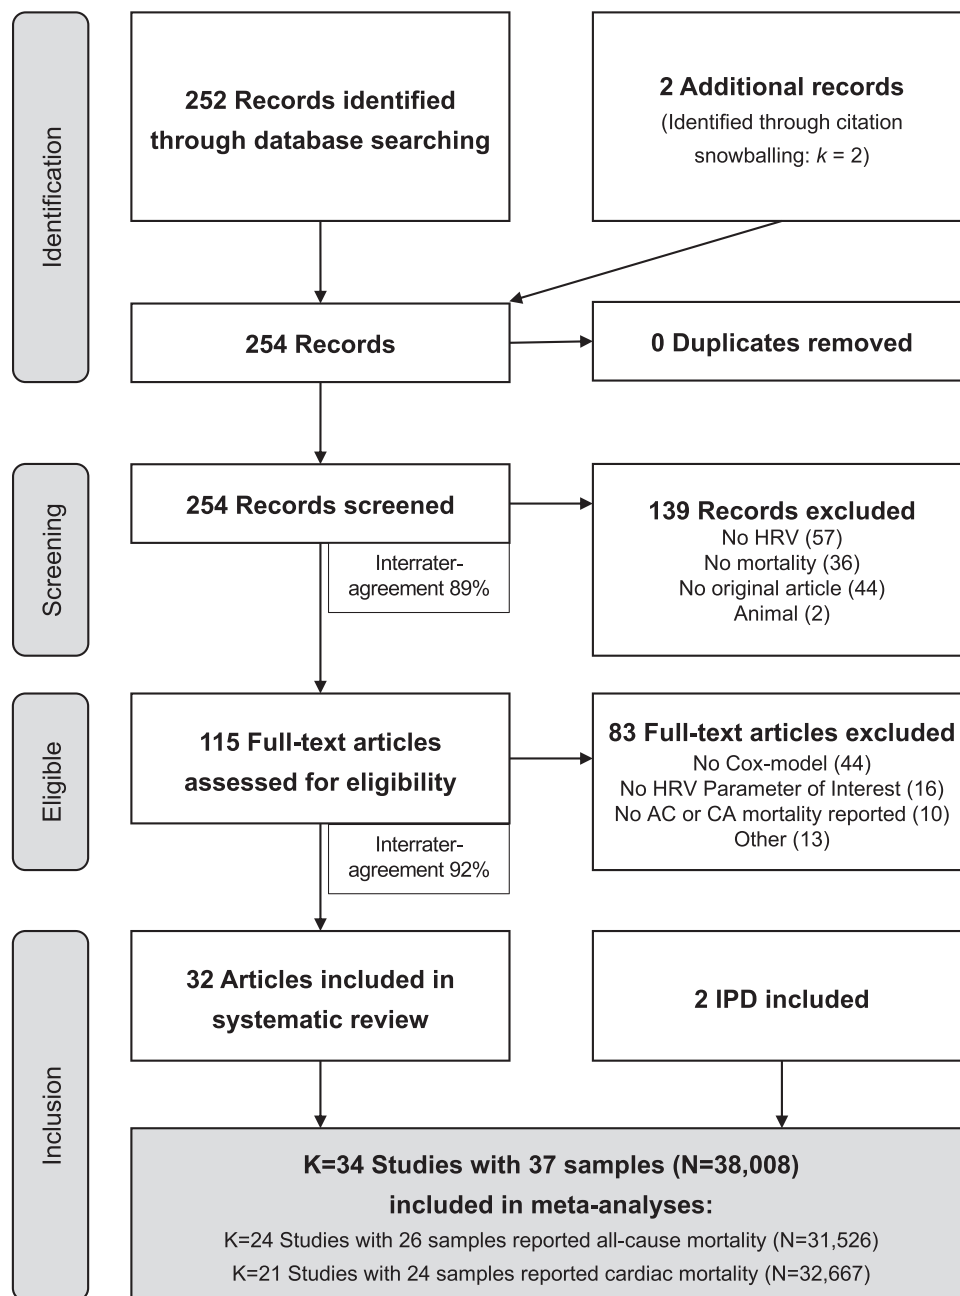 Identification
252 Records identified
through database searching
2 Additional records
(Identified through citation
snowballing: k = 2)
254 Records
0 Duplicates removed
Screening
254 Records screened
Interrater-
agreement 89%
139 Records excluded
No HRV (57)
No mortality (36)
No original article (44)
Animal (2)
Eligible
115 Full-text articles
assessed for eligibility
Interrater-
agreement 92%
83 Full-text articles excluded
No Cox-model (44)
No HRV Parameter of Interest (16)
No AC or CA mortality reported (10)
Other (13)
Inclusion
32 Articles included in
systematic review
2 IPD included
K=34 Studies with 37 samples (N=38,008)
included in meta-analyses:
K=24 Studies with 26 samples reported all-cause mortality (N=31,526)
K=21 Studies with 24 samples reported cardiac mortality (N=32,667)